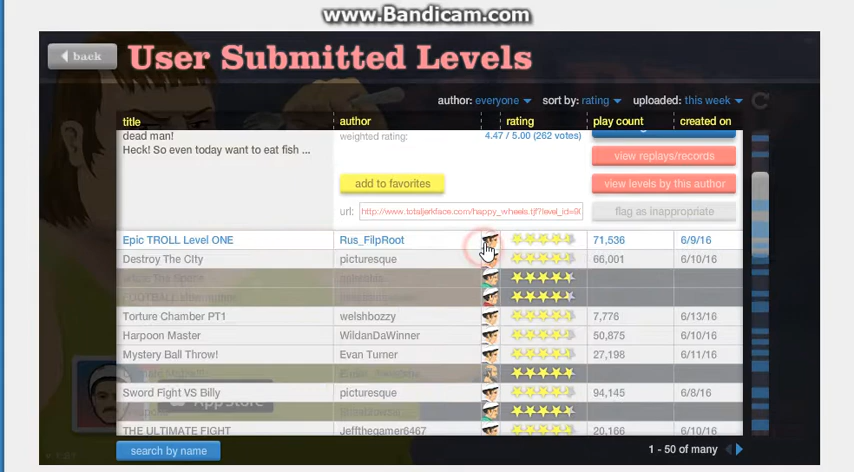 www.Bandicam.com
back
User Submitted Levels
author: everyone sort by: rating uploaded: this week
title author rating play count created on
dead man! weighted rating: 4.47 / 5.00 (262 votes)
Heck! So even today want to eat fish ...
view replays/records
add to favorites view levels by this author
url: http://www.totaljerkface.com/happy_wheels.tjf?level_id=9 flag as inappropriate
Epic TROLL Level ONE Rus_FilpRoot 71,536 6/9/16
Destroy The City picturesque 66,001 6/10/16
Torture Chamber PT1 welshbozzy 7,776 6/13/16
Harpoon Master WildanDaWinner 50,875 6/10/16
Mystery Ball Throw! Evan Turner 27,198 6/11/16
Sword Fight VS Billy picturesque 94,145 6/8/16
App Store
THE ULTIMATE FIGHT Jeffthegamer6467 20,166 6/10/16
search by name 1 - 50 of many